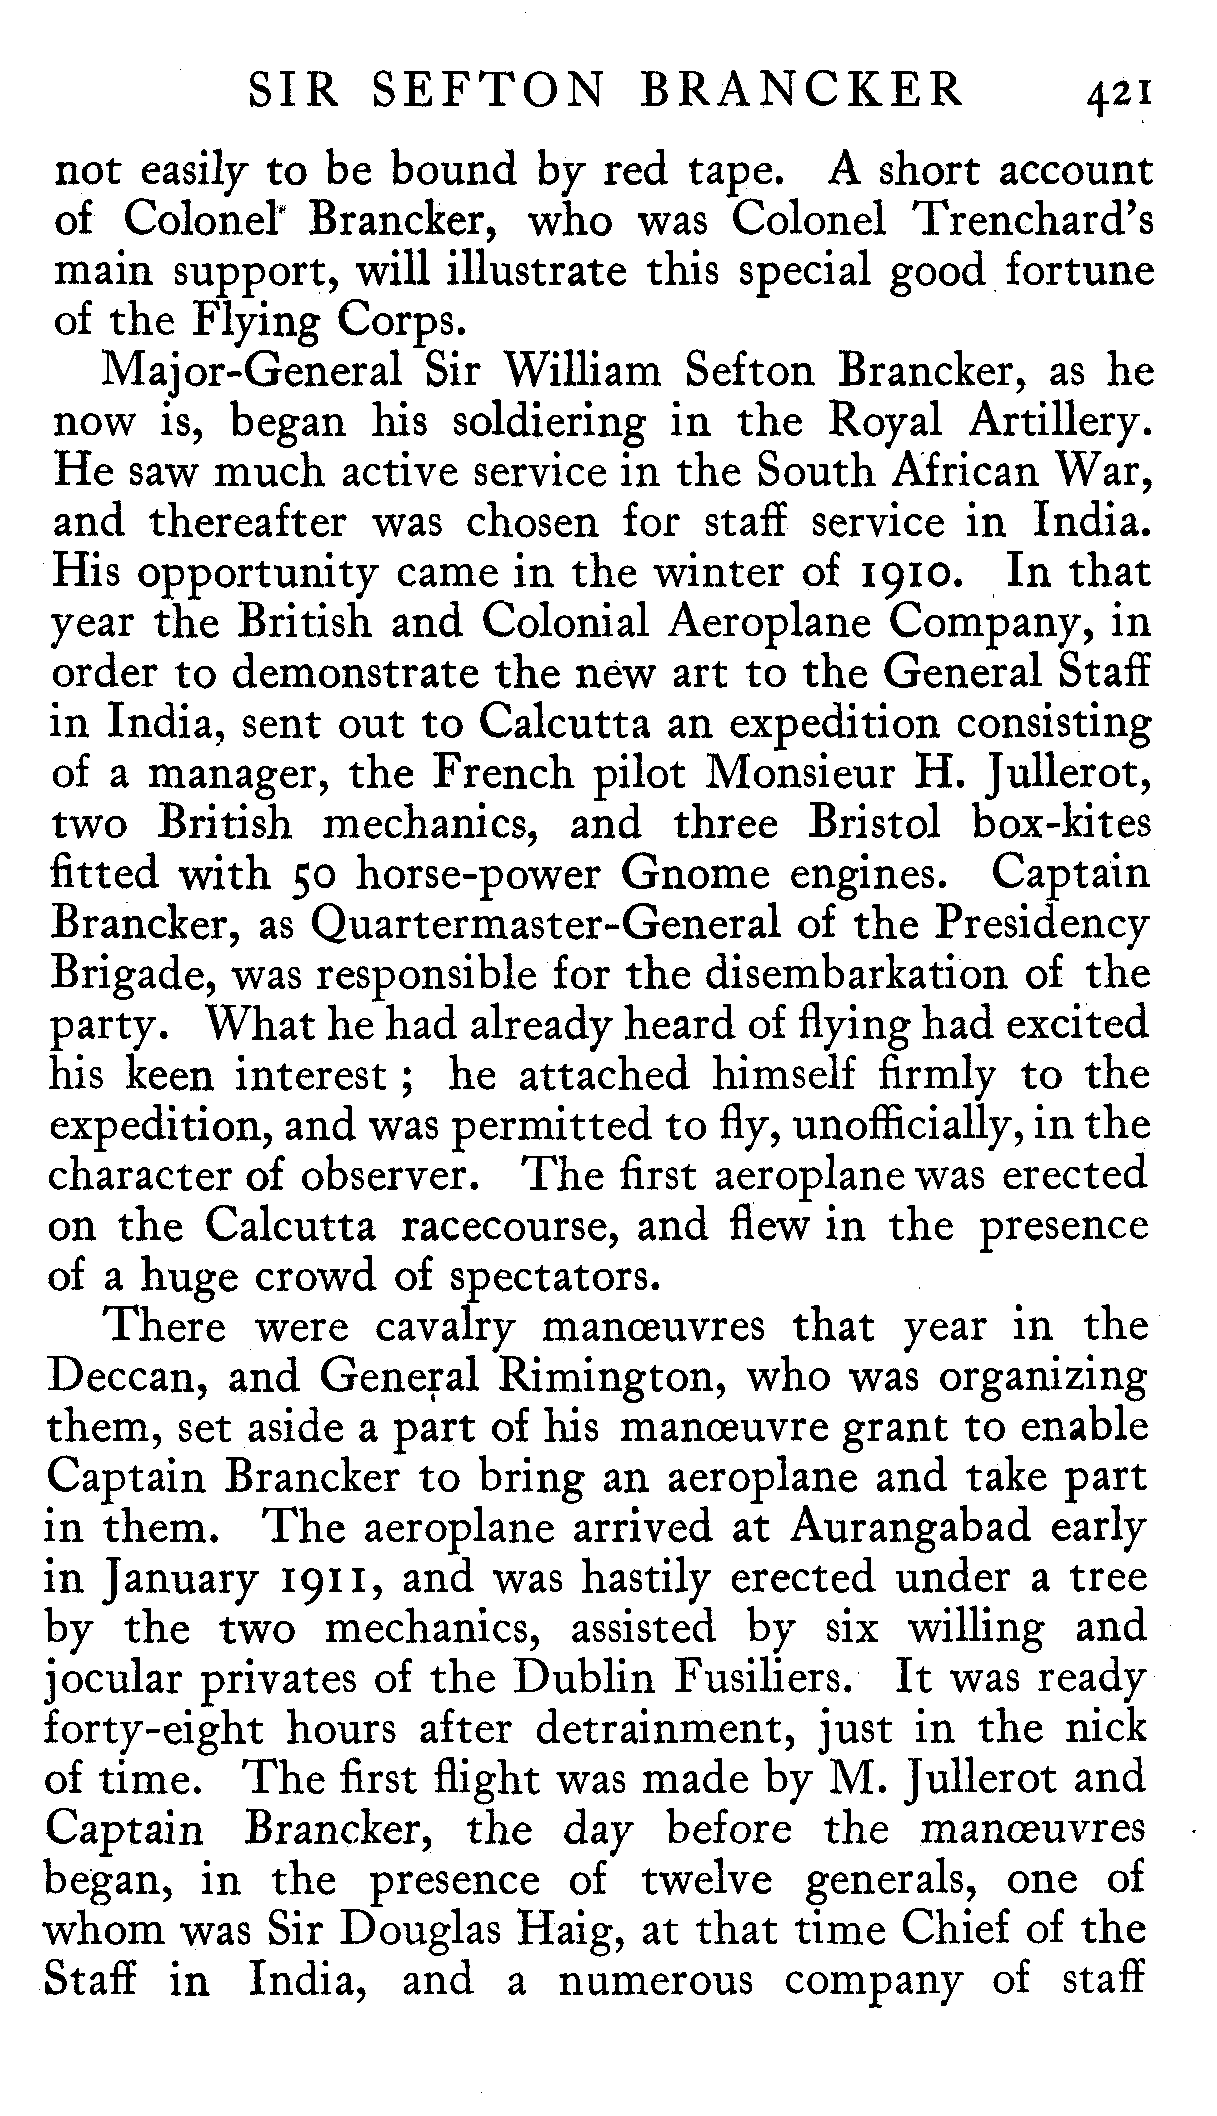 SIR SEFTON BRANCKER 421
not easily to be bound by red tape. A short account
of Colonel Brancker, who was Colonel Trenchard's
main support, will illustrate this special good fortune
of the Flying Corps.
Major-General Sir William Sefton Brancker, as he
now is, began his soldiering in the Royal Artillery.
He saw much active service in the South African War,
and thereafter was chosen for staff service in India.
His opportunity came in the winter of 1910. In that
year the British and Colonial Aeroplane Company, in
order to demonstrate the new art to the General Staff
in India, sent out to Calcutta an expedition consisting
of a manager, the French pilot Monsieur H. Jullerot,
two British mechanics, and three Bristol box-kites
fitted with 50 horse-power Gnome engines. Captain
Brancker, as Quartermaster-General of the Presidency
Brigade, was responsible for the disembarkation of the
party. What he had already heard of flying had excited
his keen interest ; he attached himself firmly to the
expedition, and was permitted to fly, unofficially, in the
character of observer. The first aeroplane was erected
on the Calcutta racecourse, and flew in the presence
of a huge crowd of spectators.
There were cavalry manœuvres that year in the
Deccan, and General Rimington, who was organizing
them, set aside a part of his manœuvre grant to enable
Captain Brancker to bring an aeroplane and take part
in them. The aeroplane arrived at Aurangabad early
in January 1911, and was hastily erected under a tree
by the two mechanics, assisted by six willing and
jocular privates of the Dublin Fusiliers. It was ready
forty-eight hours after detrainment, just in the nick
of time. The first flight was made by M. Jullerot and
Captain Brancker, the day before the manœuvres
began, in the presence of twelve generals, one of
whom was Sir Douglas Haig, at that time Chief of the
Staff in India, and a numerous company of staff